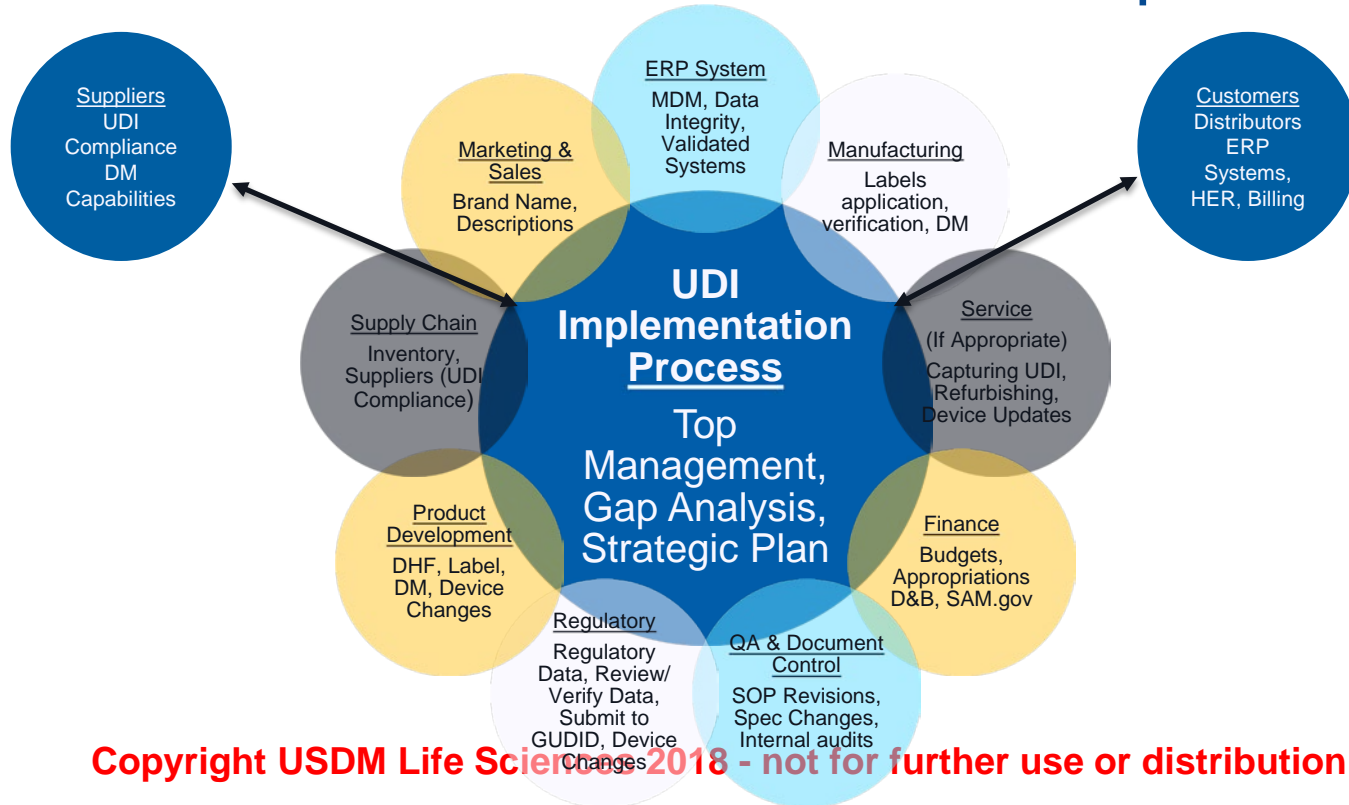 Suppliers
UDI
Compliance
DM
Capabilities
Marketing &
Sales
Brand Name,
Descriptions
ERP System
MDM, Data
Integrity,
Validated
Systems
Manufacturing
Labels
application,
verification, DM
Customers
Distributors
ERP
Systems,
HER, Billing
Supply Chain
Inventory,
Suppliers (UDI
Compliance)
UDI
Implementation
Process
Top
Management,
Gap Analysis,
Strategic Plan
Service
(If Appropriate)
Capturing UDI,
Refurbishing,
Device Updates
Product
Development
DHF, Label,
DM, Device
Changes
Finance
Budgets,
Appropriations
D&B, SAM.gov
Regulatory
Regulatory
Data, Review/
Verify Data,
Submit to
GUDID, Device
Changes
QA & Document
Control
SOP Revisions,
Spec Changes,
Internal audits
Copyright USDM Life Sciences 2018 - not for further use or distribution